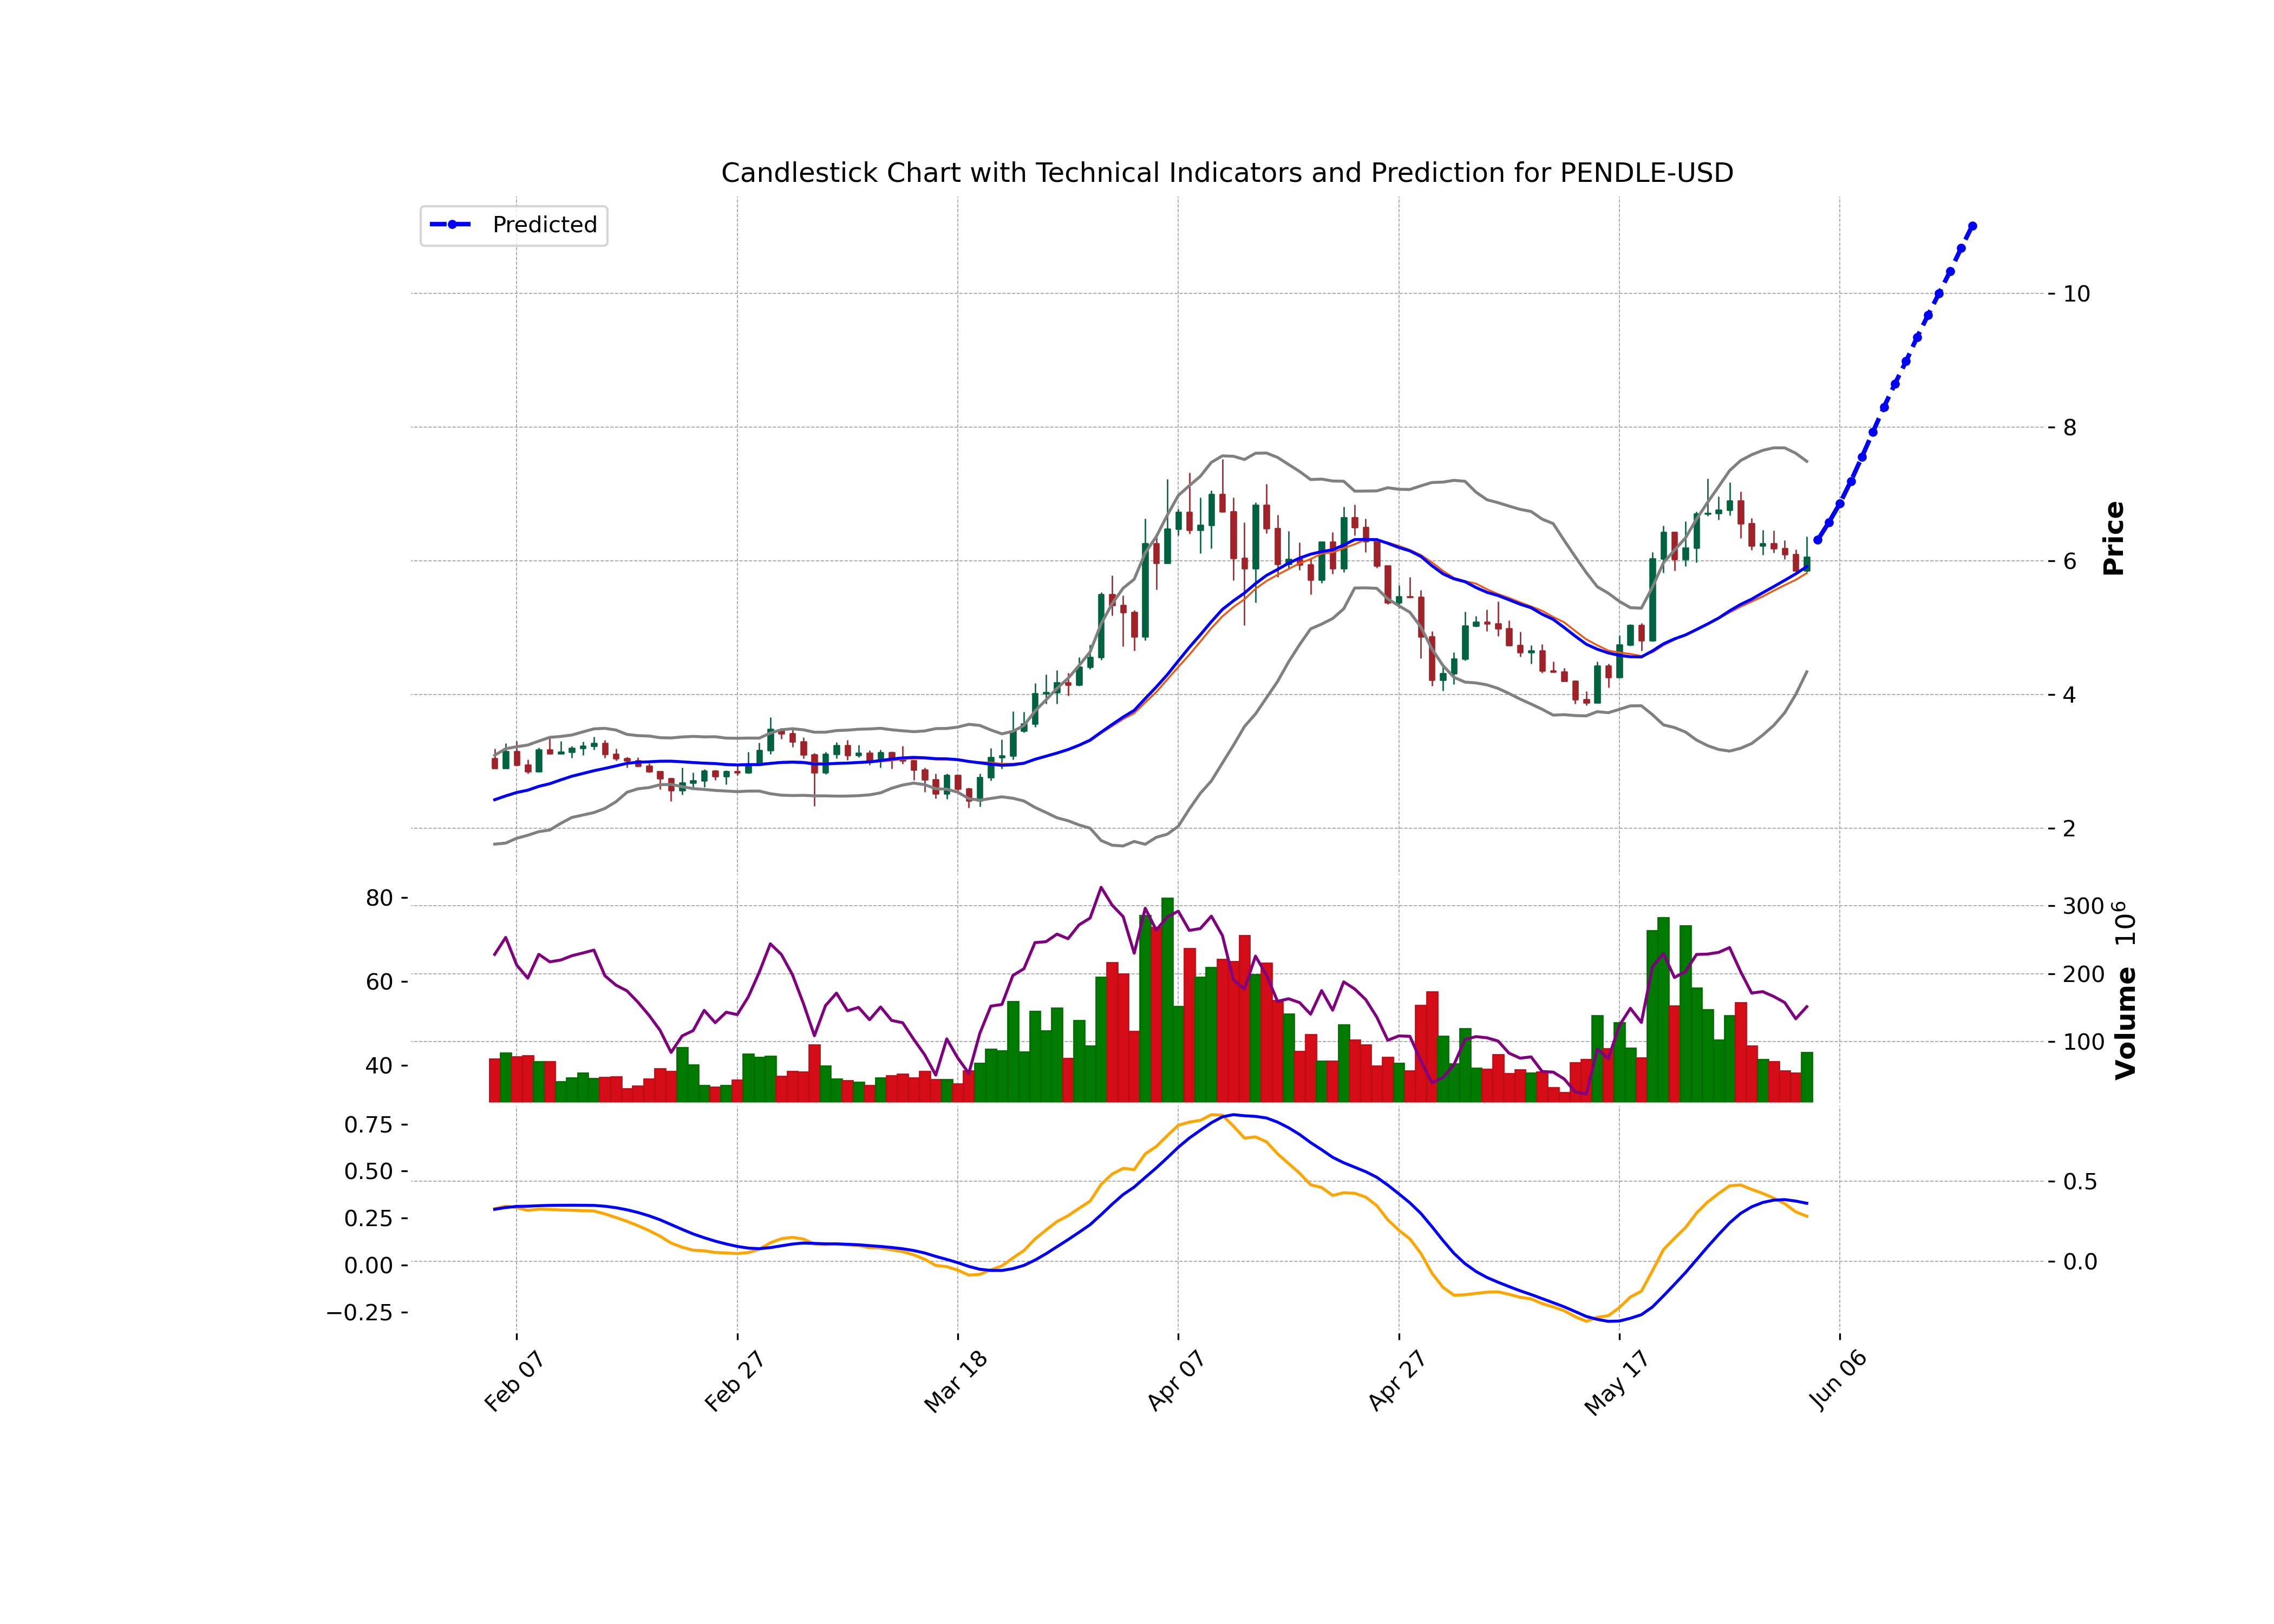 Candlestick Chart with Technical Indicators and Prediction for PENDLE-USD
Predicted
10
8
6
4
2
Price
80
60
40
300
200
100
Volume 10^6
0.75
0.50
0.25
0.00
−0.25
0.5
0.0
Feb 07
Feb 27
Mar 18
Apr 07
Apr 27
May 17
Jun 06